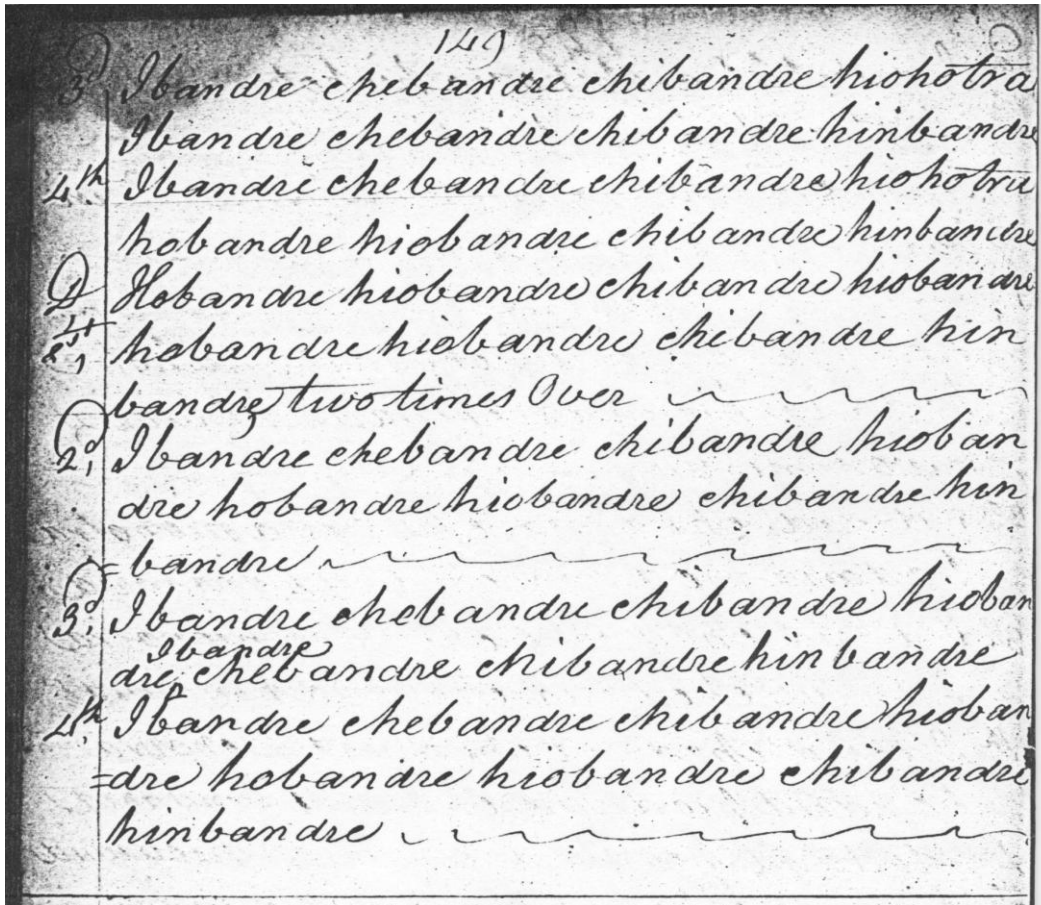 149
3d Ibandre chebandre chibandre hiohotra
Ibandre chebandre chibandre hinbandre
4th. Ibandre chebandre chibandre hiohotra
hobandre hiobandre chibandre hinbandre
D Hobandre hiobandre chibandre hiobandre
1st, hobandre hiobandre chibandre hin
bandre, two times Over
2d, Ibandre chebandre chibandre hioban
dre hobandre hiobandre chibandre hin
=bandre
3d. Ibandre chebandre chibandre hioban
Ibandre
dre, chebandre chibandre hinbandre
4th. Ibandre chebandre chibandre hioban
=dre hobandre hiobandre chibandre
hinbandre